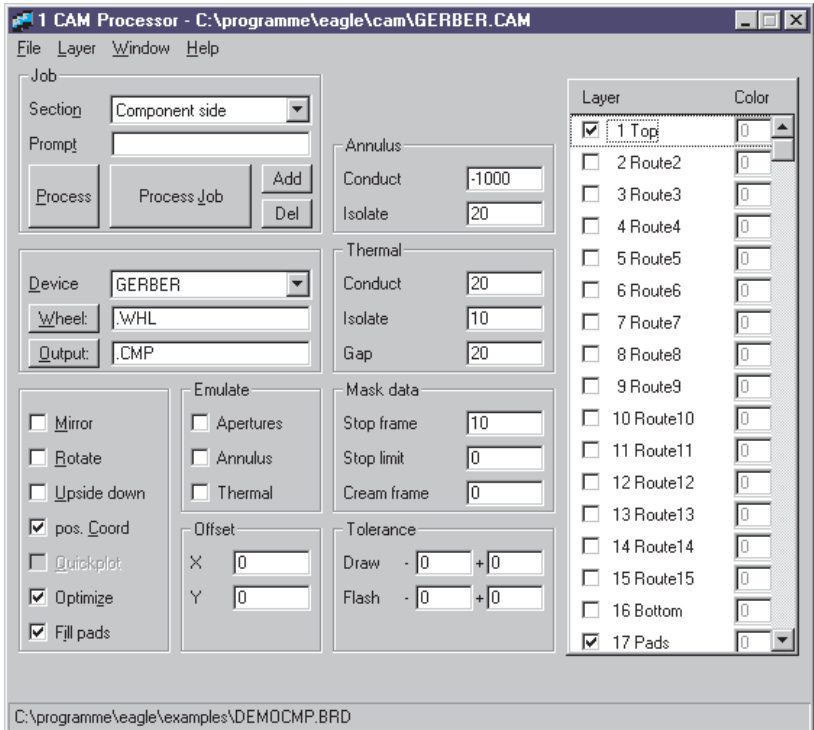 1 CAM Processor - C:\programme\eagle\cam\GERBER.CAM
File Layer Window Help
Job
Section Component side
Prompt
Process Process Job Add
Del
Device GERBER
Wheel: .WHL
Output: .CMP
Mirror
Rotate
Upside down
pos. Coord
Quickplot
Optimize
Fill pads
Emulate
Apertures
Annulus
Thermal
Offset
X 0
Y 0
Annulus
Conduct -1000
Isolate 20
Thermal
Conduct 20
Isolate 10
Gap 20
Mask data
Stop frame 10
Stop limit 0
Cream frame 0
Tolerance
Draw - 0 + 0
Flash - 0 + 0
Layer Color
1 Top 0
2 Route2 0
3 Route3 0
4 Route4 0
5 Route5 0
6 Route6 0
7 Route7 0
8 Route8 0
9 Route9 0
10 Route10 0
11 Route11 0
12 Route12 0
13 Route13 0
14 Route14 0
15 Route15 0
16 Bottom 0
17 Pads 0
C:\programme\eagle\examples\DEMOCMP.BRD